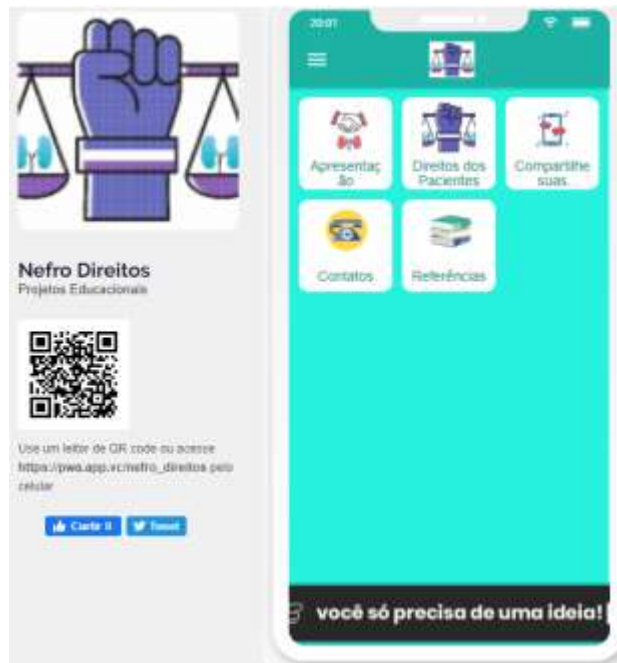 Nefro Direitos
Projetos Educacionais
Use um leitor de QR code ou acesse
https://pwa.app.vc/nefro_direitos pelo
celular
Curtir
Tweet
20:01
Apresentaç
ão
Direitos dos
Pacientes
Compartilhe
suas
Contatos
Referências
você só precisa de uma ideia!